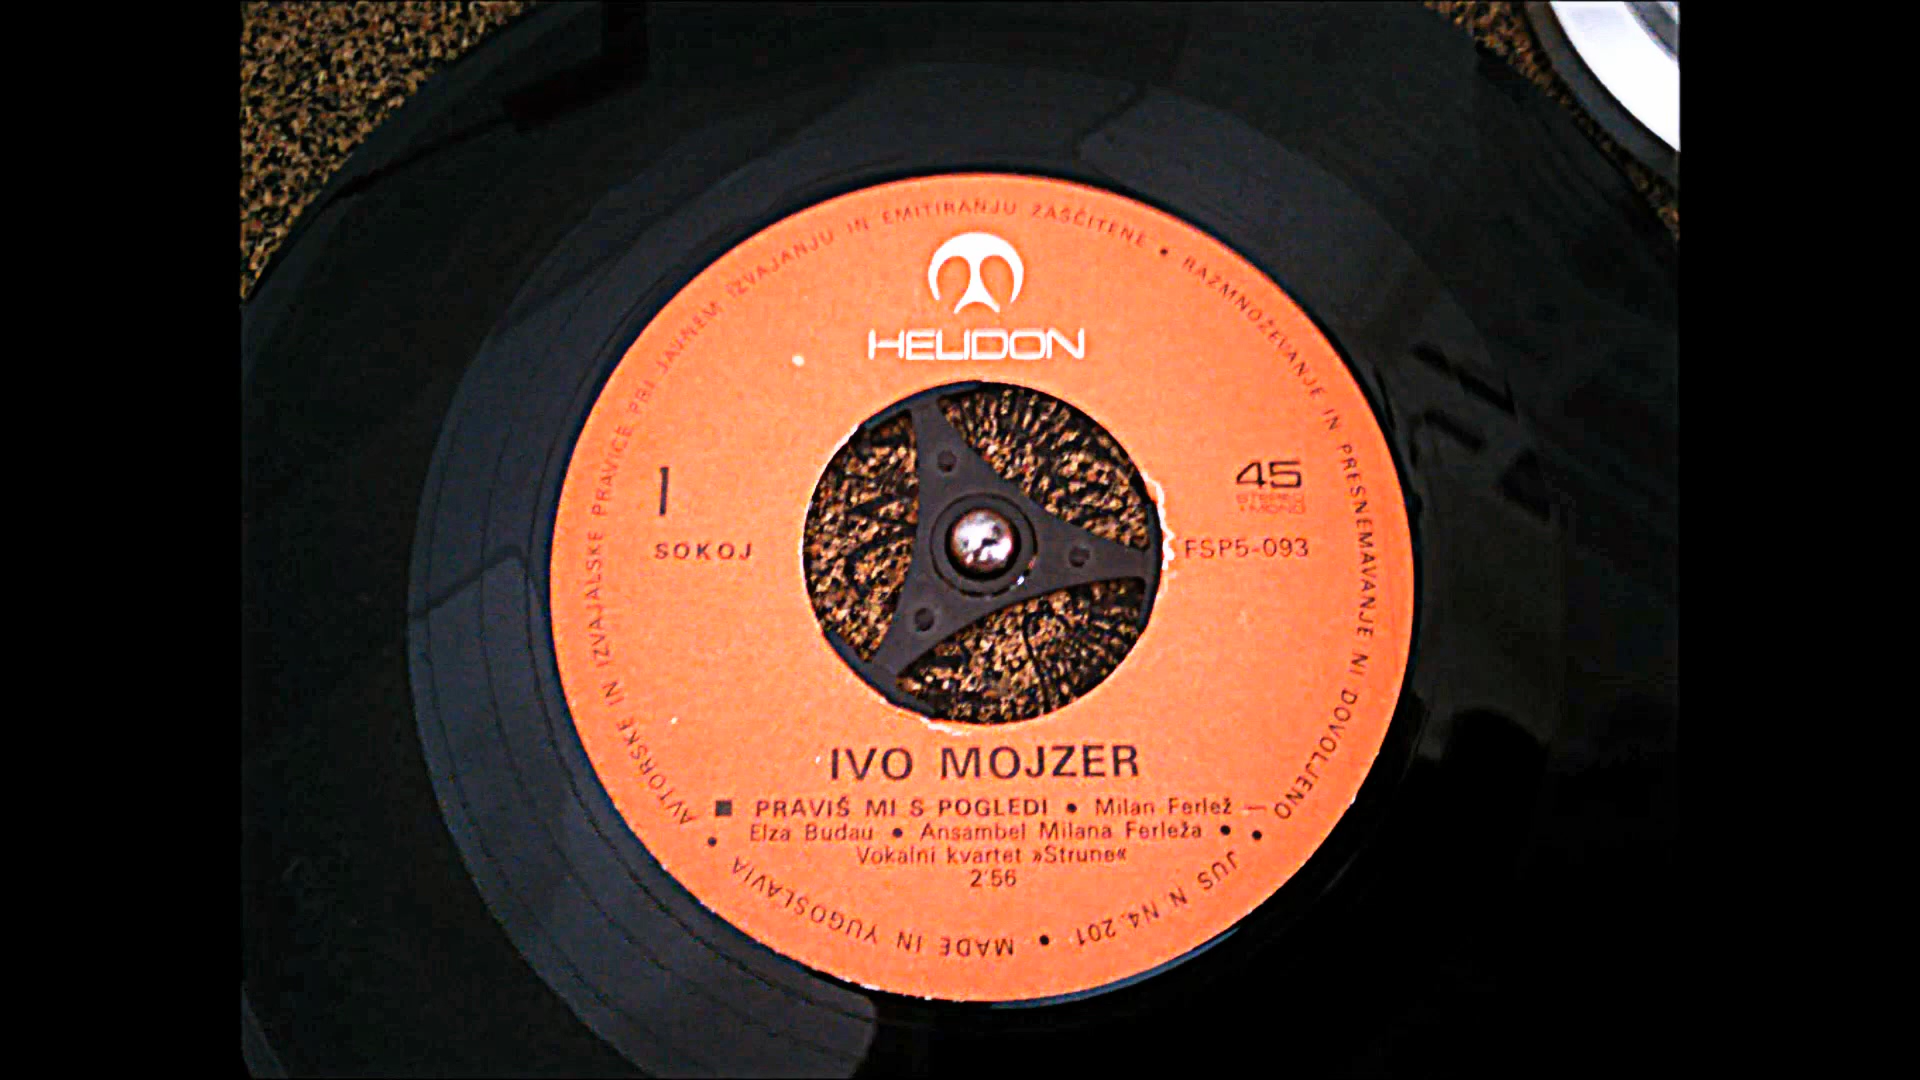 AVTORSKE IN IZVAJALSKE PRAVICE PRI JAVNEM IZVAJANJU IN EMITIRANJU ZAŠČITENE • RAZMNOŽEVANJE IN PRESNEMAVANJE NI DOVOLJENO •
HELIDON
I
45
STEREO
SOKOJ
FSP5-093
IVO MOJZER
■ PRAVIŠ MI S POGLEDI • Milan Ferlež —
Elza Budau • Ansambel Milana Ferleža •
Vokalni kvartet »Strune«
2'56
JUS N. N4. 201 • MADE IN YUGOSLAVIA •